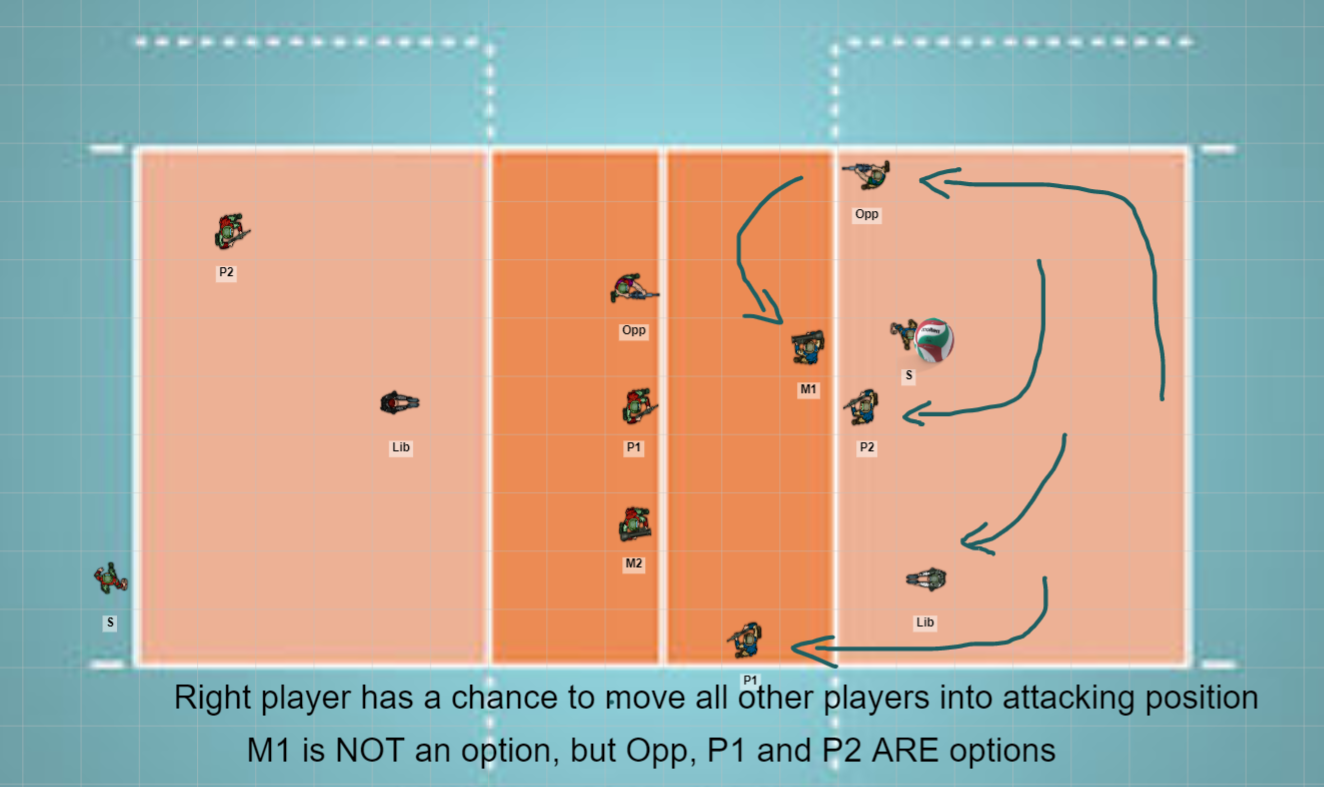 Opp
P2
Opp
M1
S
Lib
P1
P2
M2
S
Lib
P1
Right player has a chance to move all other players into attacking position
M1 is NOT an option, but Opp, P1 and P2 ARE options